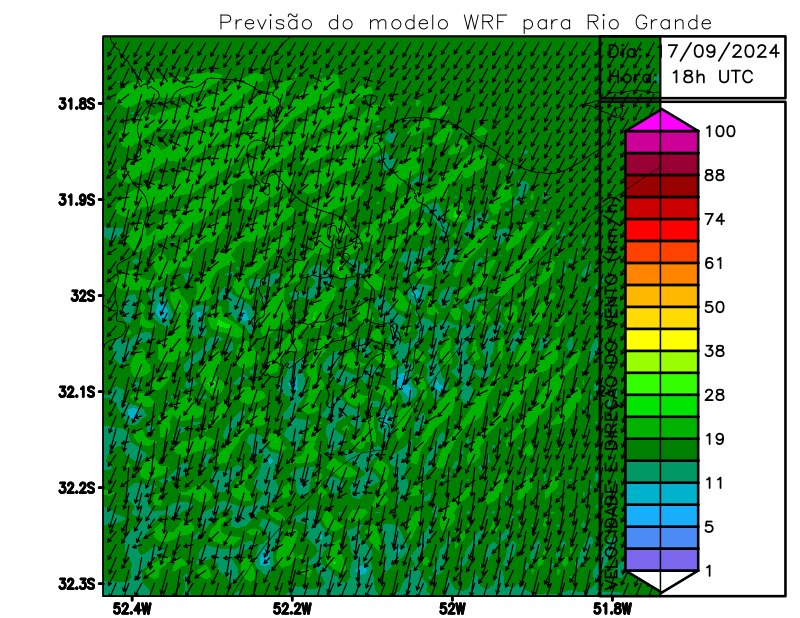 Previsão do modelo WRF para Rio Grande
Dia: 17/09/2024
Hora: 18h UTC
31.8S
31.9S
32S
32.1S
32.2S
32.3S
52.4W
52.2W
52W
51.8W
VELOCIDADE E DIREÇÃO DO VENTO (km/h)
100
88
74
61
50
38
28
19
11
5
1